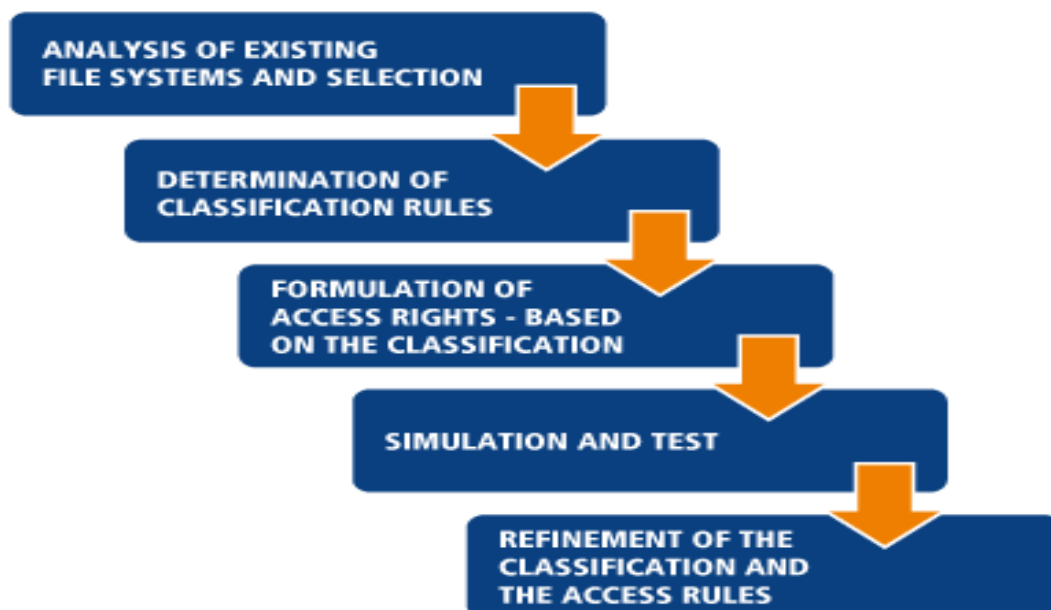 ANALYSIS OF EXISTING
FILE SYSTEMS AND SELECTION
DETERMINATION OF
CLASSIFICATION RULES
FORMULATION OF
ACCESS RIGHTS - BASED
ON THE CLASSIFICATION
SIMULATION AND TEST
REFINEMENT OF THE
CLASSIFICATION AND
THE ACCESS RULES